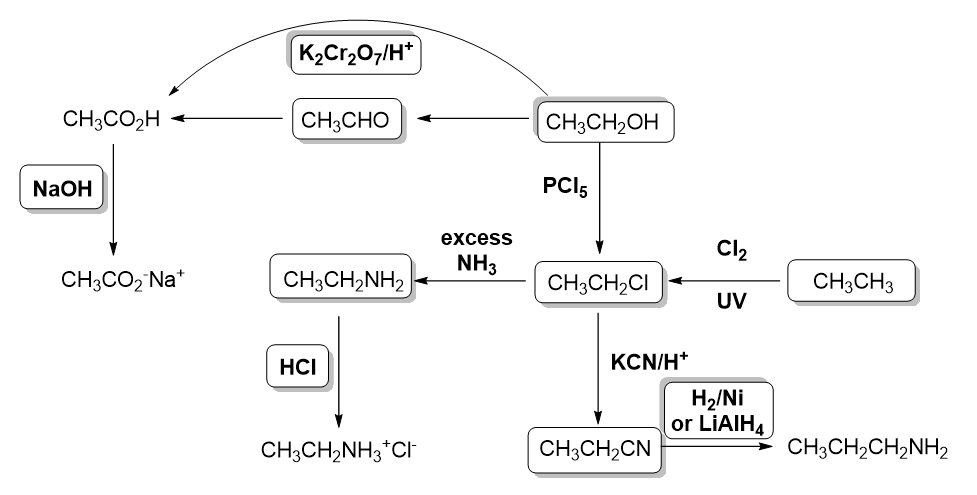 K₂Cr₂O₇/H⁺
CH₃CO₂H
CH₃CHO
CH₃CH₂OH
NaOH
PCl₅
CH₃CO₂⁻Na⁺
excess
NH₃
CH₃CH₂NH₂
CH₃CH₂Cl
Cl₂
UV
CH₃CH₃
HCl
KCN/H⁺
H₂/Ni
or LiAlH₄
CH₃CH₂NH₃⁺Cl⁻
CH₃CH₂CN
CH₃CH₂CH₂NH₂